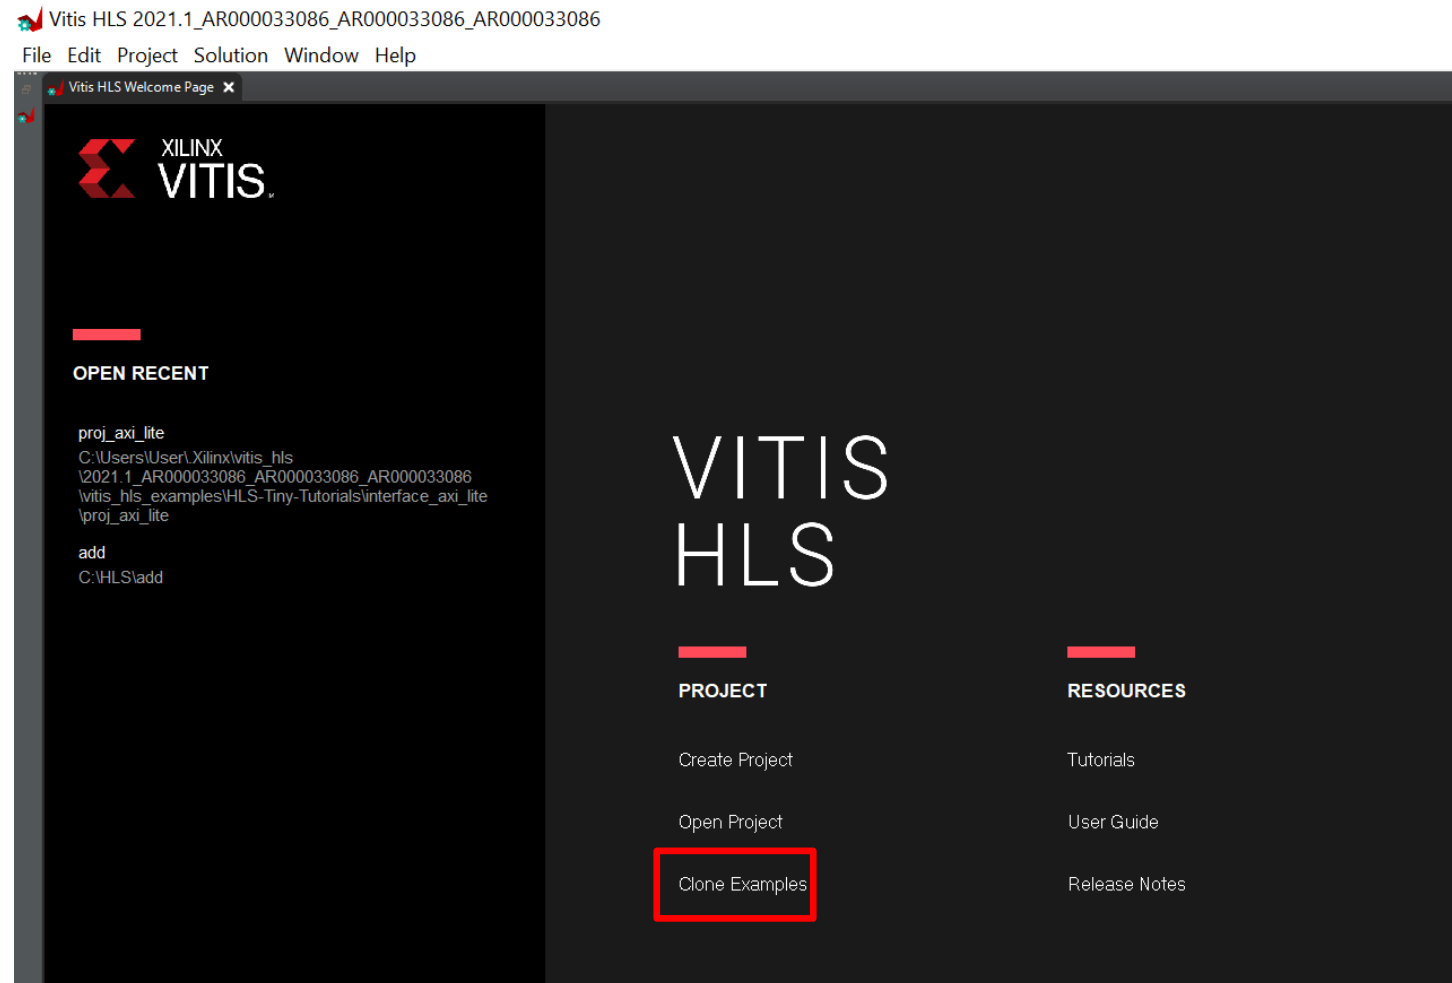 Vitis HLS 2021.1_AR000033086_AR000033086_AR000033086
File Edit Project Solution Window Help
Vitis HLS Welcome Page
XILINX
VITIS
OPEN RECENT
proj_axi_lite
C:\Users\User\.Xilinx\vitis_hls
\2021.1_AR000033086_AR000033086_AR000033086
\vitis_hls_examples\HLS-Tiny-Tutorials\interface_axi_lite
\proj_axi_lite
add
C:\HLS\add
VITIS
HLS
PROJECT
Create Project
Open Project
Clone Examples
RESOURCES
Tutorials
User Guide
Release Notes